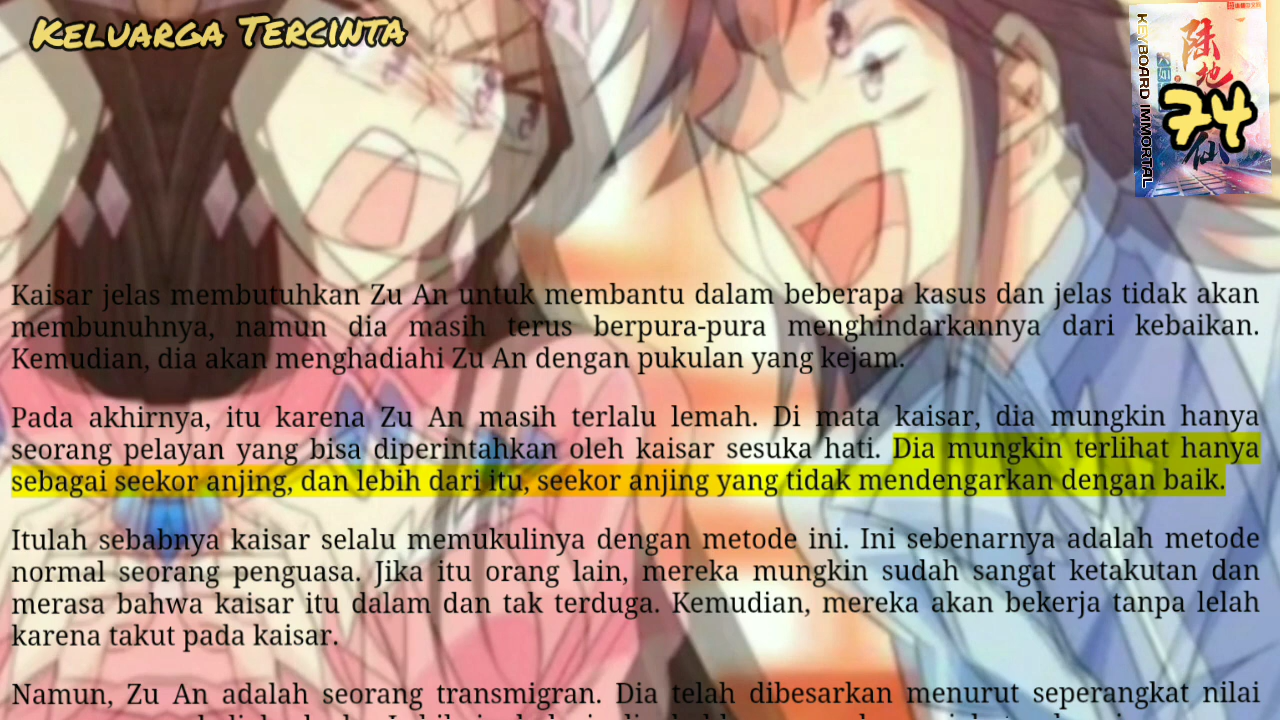 Keluarga Tercinta
KEYBOARD IMMORTAL
陸地
74
仙
Kaisar jelas membutuhkan Zu An untuk membantu dalam beberapa kasus dan jelas tidak akan
membunuhnya, namun dia masih terus berpura-pura menghindarkannya dari kebaikan.
Kemudian, dia akan menghadiahi Zu An dengan pukulan yang kejam.
Pada akhirnya, itu karena Zu An masih terlalu lemah. Di mata kaisar, dia mungkin hanya
seorang pelayan yang bisa diperintahkan oleh kaisar sesuka hati. Dia mungkin terlihat hanya
sebagai seekor anjing, dan lebih dari itu, seekor anjing yang tidak mendengarkan dengan baik.
Itulah sebabnya kaisar selalu memukulinya dengan metode ini. Ini sebenarnya adalah metode
normal seorang penguasa. Jika itu orang lain, mereka mungkin sudah sangat ketakutan dan
merasa bahwa kaisar itu dalam dan tak terduga. Kemudian, mereka akan bekerja tanpa lelah
karena takut pada kaisar.
Namun, Zu An adalah seorang transmigran. Dia telah dibesarkan menurut seperangkat nilai